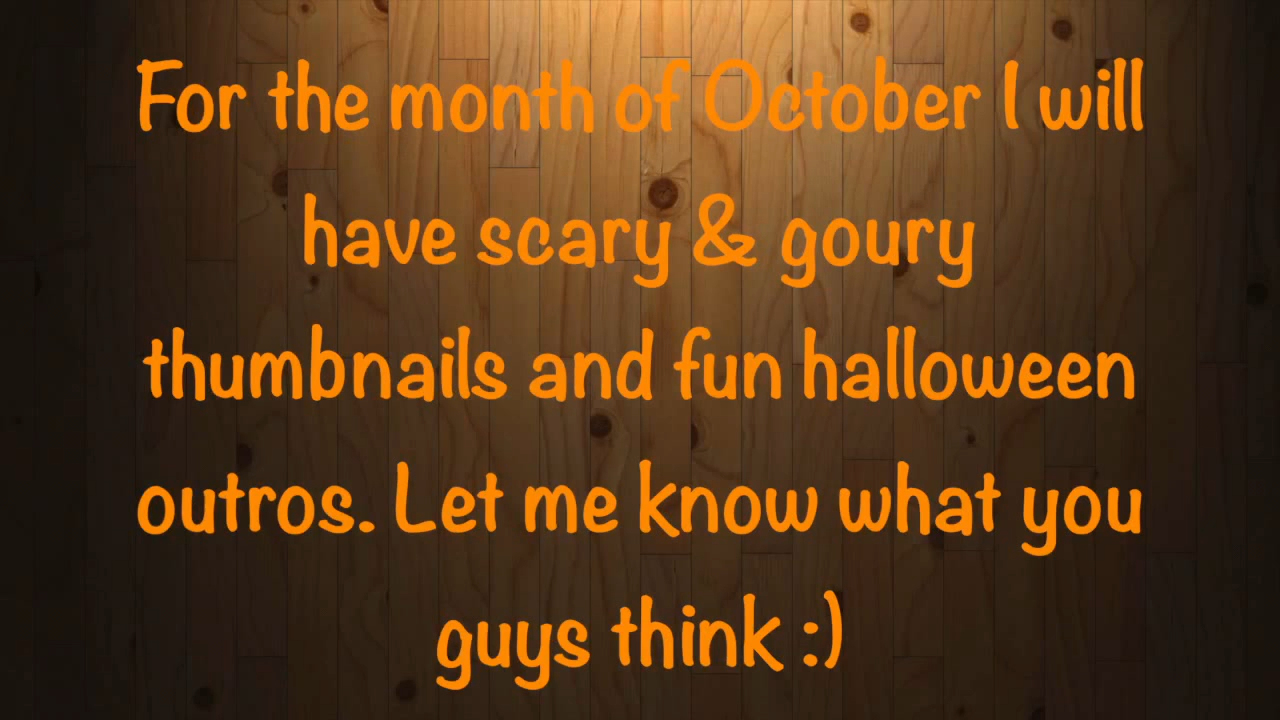 For the month of October I will
have scary & goury
thumbnails and fun halloween
outros. Let me know what you
guys think :)